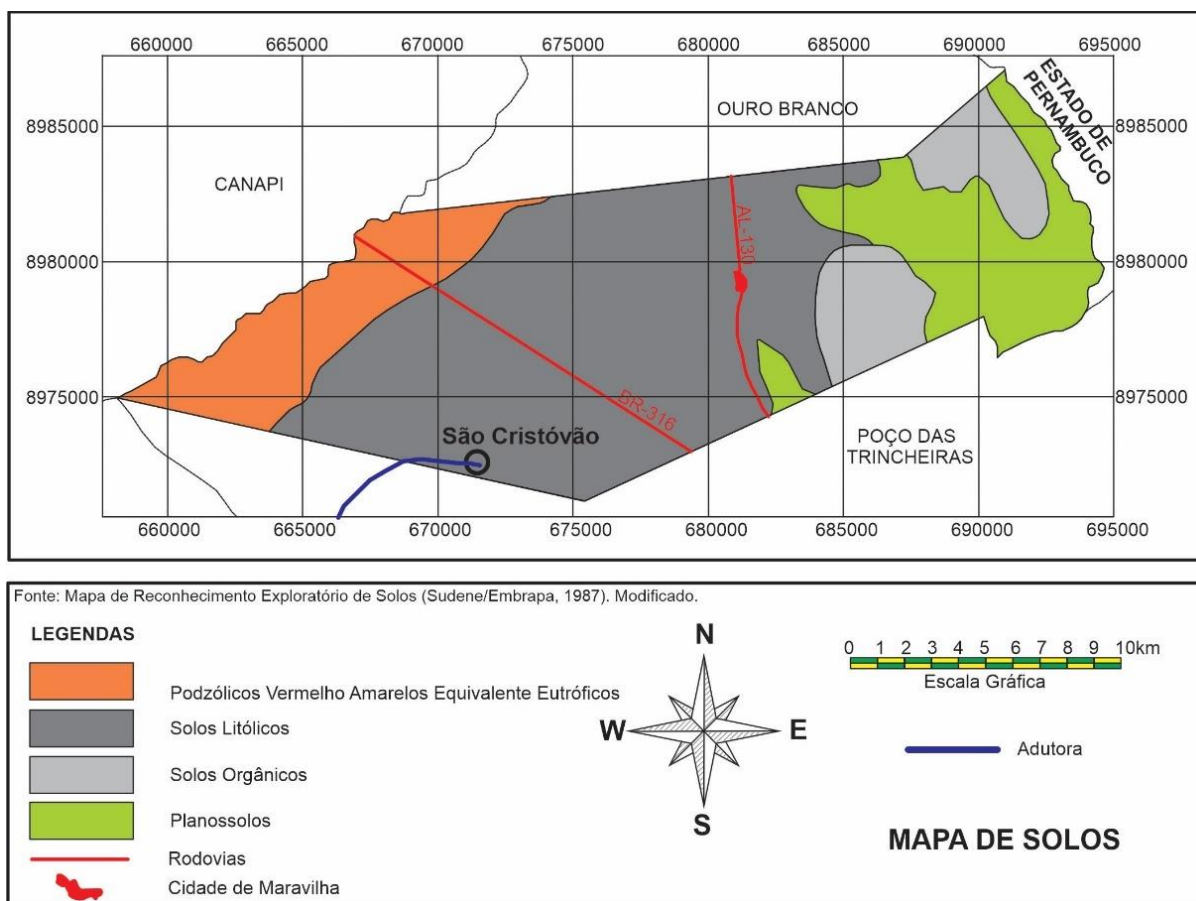 660000 665000 670000 675000 680000 685000 690000 695000
ESTADO DE
PERNAMBUCO
OURO BRANCO
8985000 8985000
CANAPI
AL-130
8980000 8980000
8975000 8975000
BR-316
São Cristóvão
POÇO DAS
TRINCHEIRAS
660000 665000 670000 675000 680000 685000 690000 695000
Fonte: Mapa de Reconhecimento Exploratório de Solos (Sudene/Embrapa, 1987). Modificado.
LEGENDAS
Podzólicos Vermelho Amarelos Equivalente Eutróficos
Solos Litólicos
Solos Orgânicos
Planossolos
Rodovias
Cidade de Maravilha
N
W E
S
0 1 2 3 4 5 6 7 8 9 10km
Escala Gráfica
Adutora
MAPA DE SOLOS